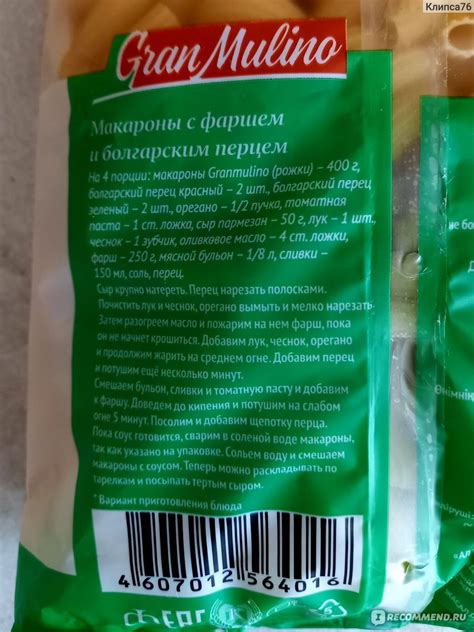 Клипса76
Gran Mulino
Макароны с фаршем
и болгарским перцем
На 4 порции: макароны Granmulino (рожки) – 400 г,
болгарский перец красный – 2 шт., болгарский перец
зеленый – 2 шт., орегано – 1/2 пучка, томатная
паста – 1 ст. ложка, сыр пармезан – 50 г, лук – 1 шт.,
чеснок – 1 зубчик, оливковое масло – 4 ст. ложки,
фарш – 250 г, мясной бульон – 1/8 л, сливки –
150 мл, соль, перец.
Сыр крупно натереть. Перец нарезать полосками.
Почистить лук и чеснок, орегано вымыть и мелко нарезать.
Затем разогреем масло и пожарим на нем фарш, пока
он не начнет крошиться. Добавим лук, чеснок, орегано
и продолжим жарить на среднем огне. Добавим перец
и потушим ещё несколько минут.
Смешаем бульон, сливки и томатную пасту и добавим
к фаршу. Доведем до кипения и потушим на слабом
огне 5 минут. Посолим и добавим щепотку перца.
Пока соус готовится, сварим в соленой воде макароны,
так как указано на упаковке. Сольем воду и смешаем
макароны с соусом. Теперь можно раскладывать по
тарелкам и посыпать тертым сыром.
* Вариант приготовления блюда
4 607012 564016
IRECOMMEND.RU